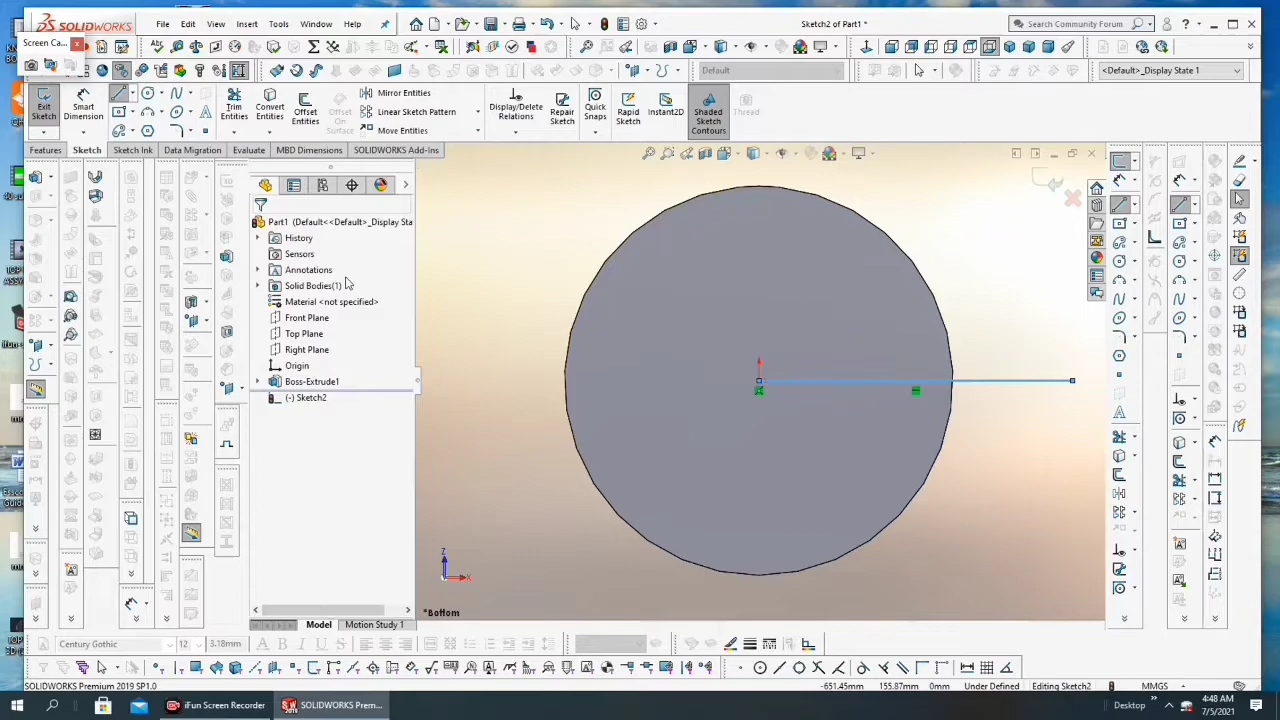 SOLIDWORKS
File
Edit
View
Insert
Tools
Window
Help
Sketch2 of Part1 *
Search Community Forum
Screen Ca...
Default
<Default>_Display State 1
Exit Sketch
Smart Dimension
Trim Entities
Convert Entities
Offset Entities
Offset On Surface
Mirror Entities
Linear Sketch Pattern
Move Entities
Display/Delete Relations
Repair Sketch
Quick Snaps
Rapid Sketch
Instant2D
Shaded Sketch Contours
Thread
Features
Sketch
Sketch Ink
Data Migration
Evaluate
MBD Dimensions
SOLIDWORKS Add-Ins
Part1 (Default<<Default>_Display Sta
History
Sensors
Annotations
Solid Bodies(1)
Material <not specified>
Front Plane
Top Plane
Right Plane
Origin
Boss-Extrude1
(-) Sketch2
Z
X
*Bottom
Model
Motion Study 1
Century Gothic
12
3.18mm
SOLIDWORKS Premium 2019 SP1.0
-651.45mm
155.87mm
0mm
Under Defined
Editing Sketch2
MMGS
iFun Screen Recorder
SOLIDWORKS Prem...
Desktop
4:48 AM
7/5/2021